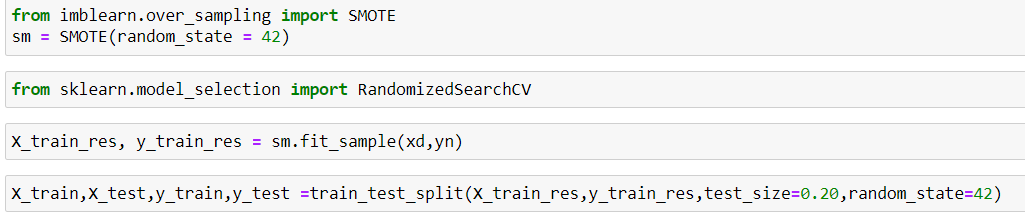 from imblearn.over_sampling import SMOTE
sm = SMOTE(random_state = 42)
from sklearn.model_selection import RandomizedSearchCV
X_train_res, y_train_res = sm.fit_sample(xd,yn)
X_train,X_test,y_train,y_test =train_test_split(X_train_res,y_train_res,test_size=0.20,random_state=42)